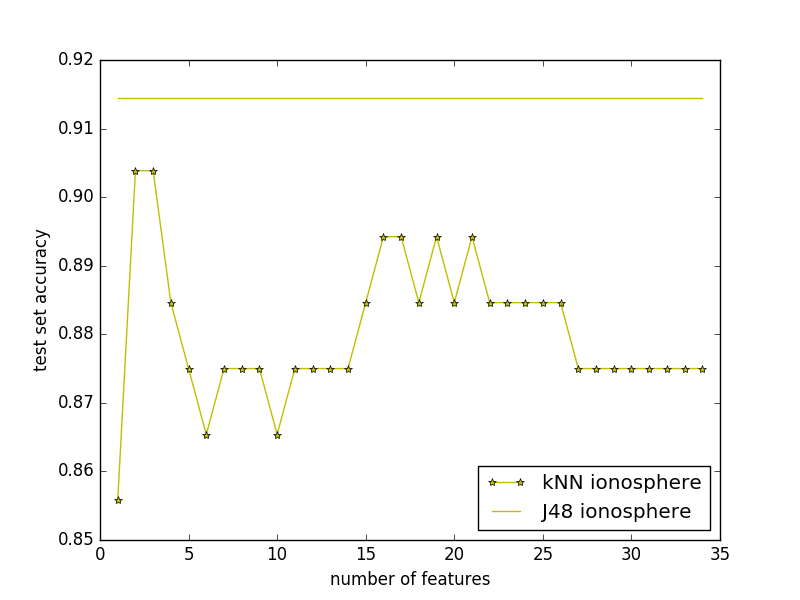 0.92
0.91
0.90
0.89
0.88
0.87
0.86
0.85
test set accuracy
kNN ionosphere
J48 ionosphere
0 5 10 15 20 25 30 35
number of features